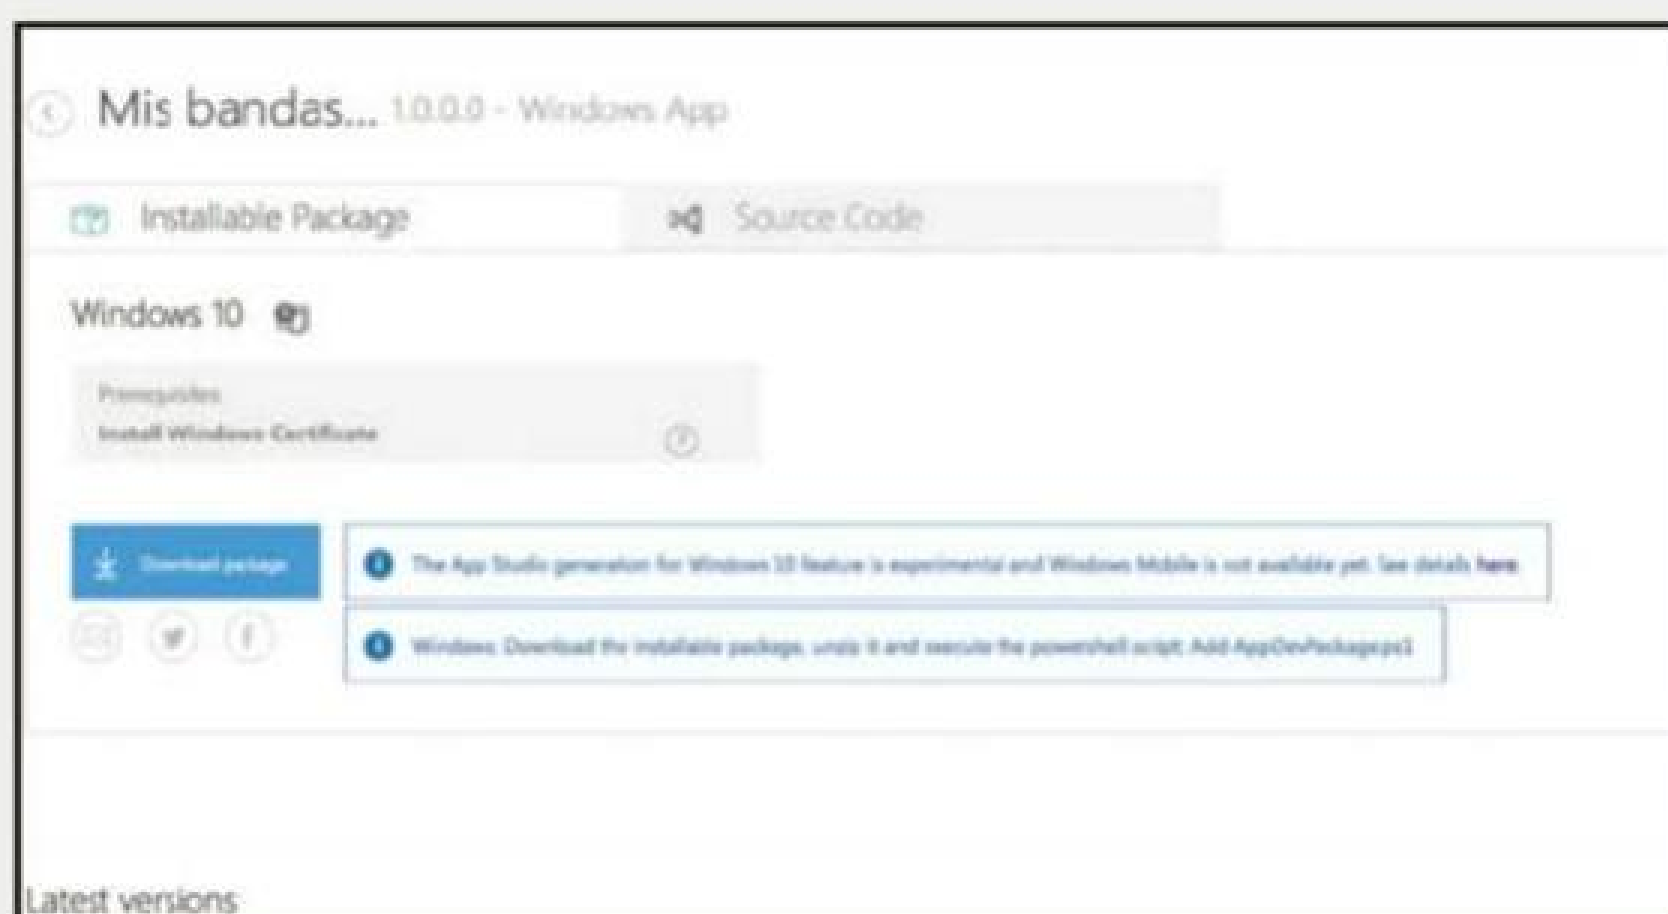 Mis bandas... 1.0.0.0 - Windows App
Installable Package
Source Code
Windows 10
Prerequisites
Install Windows Certificate
Download package
The App Studio generation for Windows 10 feature is experimental and Windows Mobile is not available yet. See details here.
Windows: Download the installable package, unzip it and execute the powershell script: Add-AppDevPackage.ps1
Latest versions